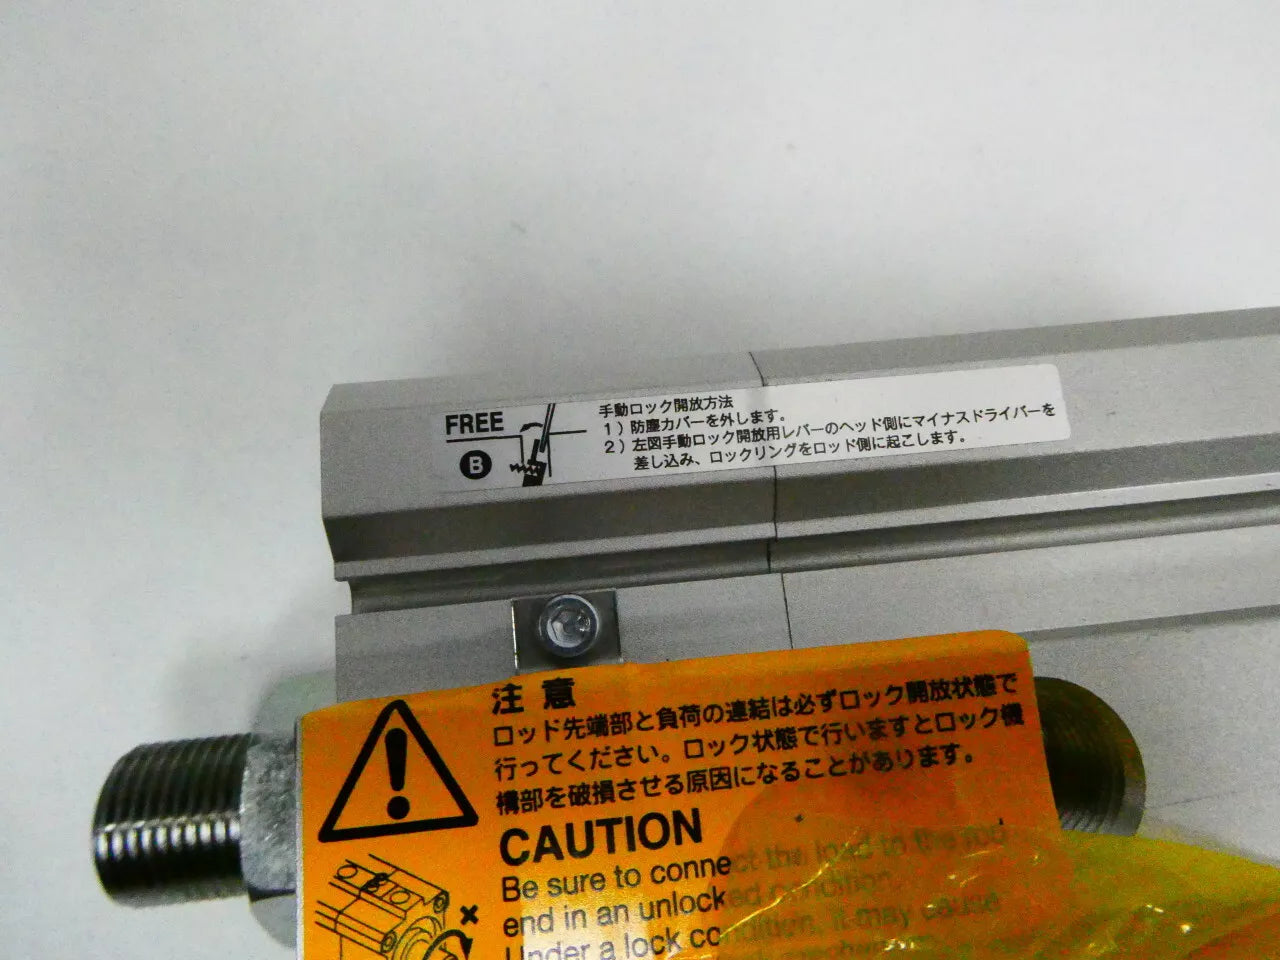 FREE
B
手動ロック開放方法
1）防塵カバーを外します。
2）左図手動ロック開放用レバーのヘッド側にマイナスドライバーを
差し込み、ロックリングをロッド側に起こします。
注意
ロッド先端部と負荷の連結は必ずロック開放状態で
行ってください。ロック状態で行いますとロック機
構部を破損させる原因になることがあります。
CAUTION
Be sure to connect the load to the rod
end in an unlocked condition.
Under a lock condition, it may cause